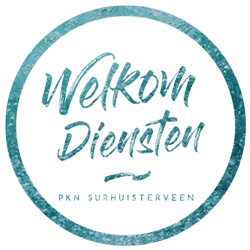 Welkom
Diensten
PKN SURHUISTERVEEN